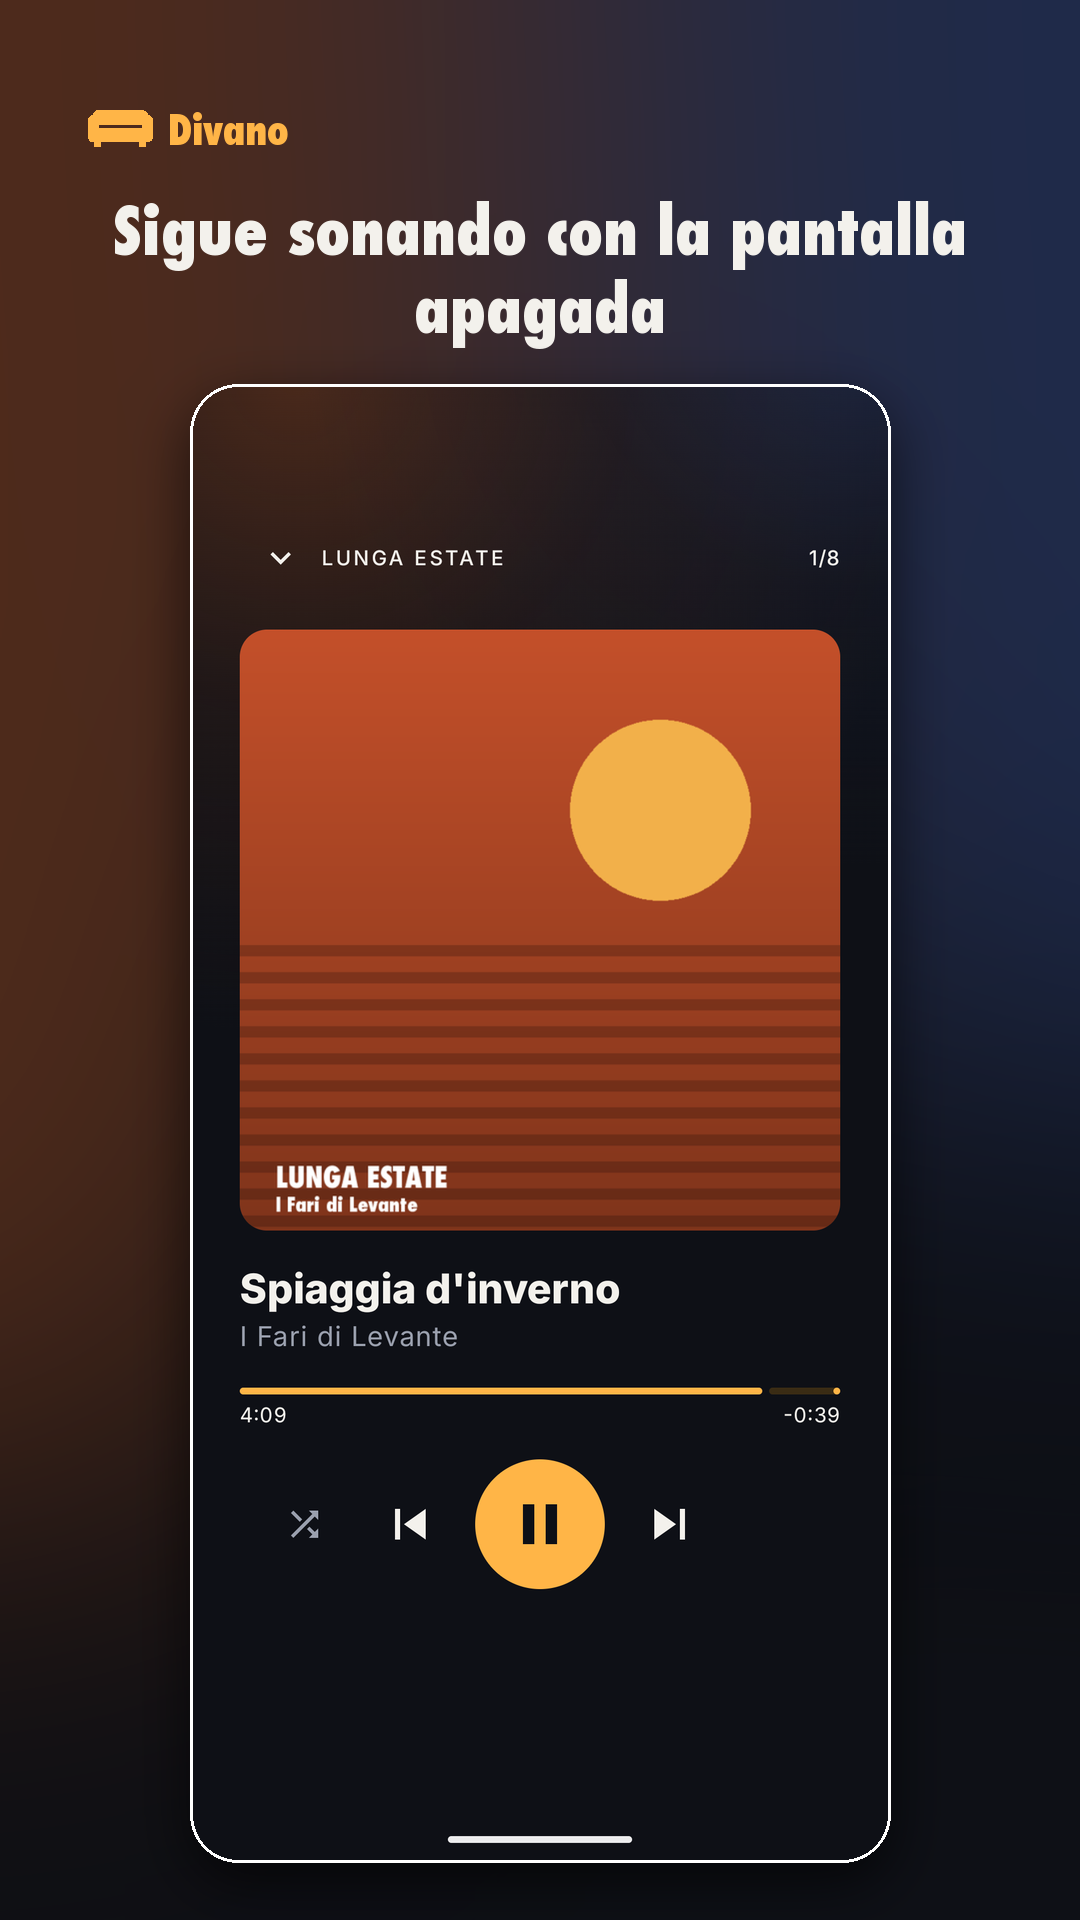 Divano
Sigue sonando con la pantalla
apagada
LUNGA ESTATE
1/8
LUNGA ESTATE
I Fari di Levante
Spiaggia d'inverno
I Fari di Levante
4:09
-0:39